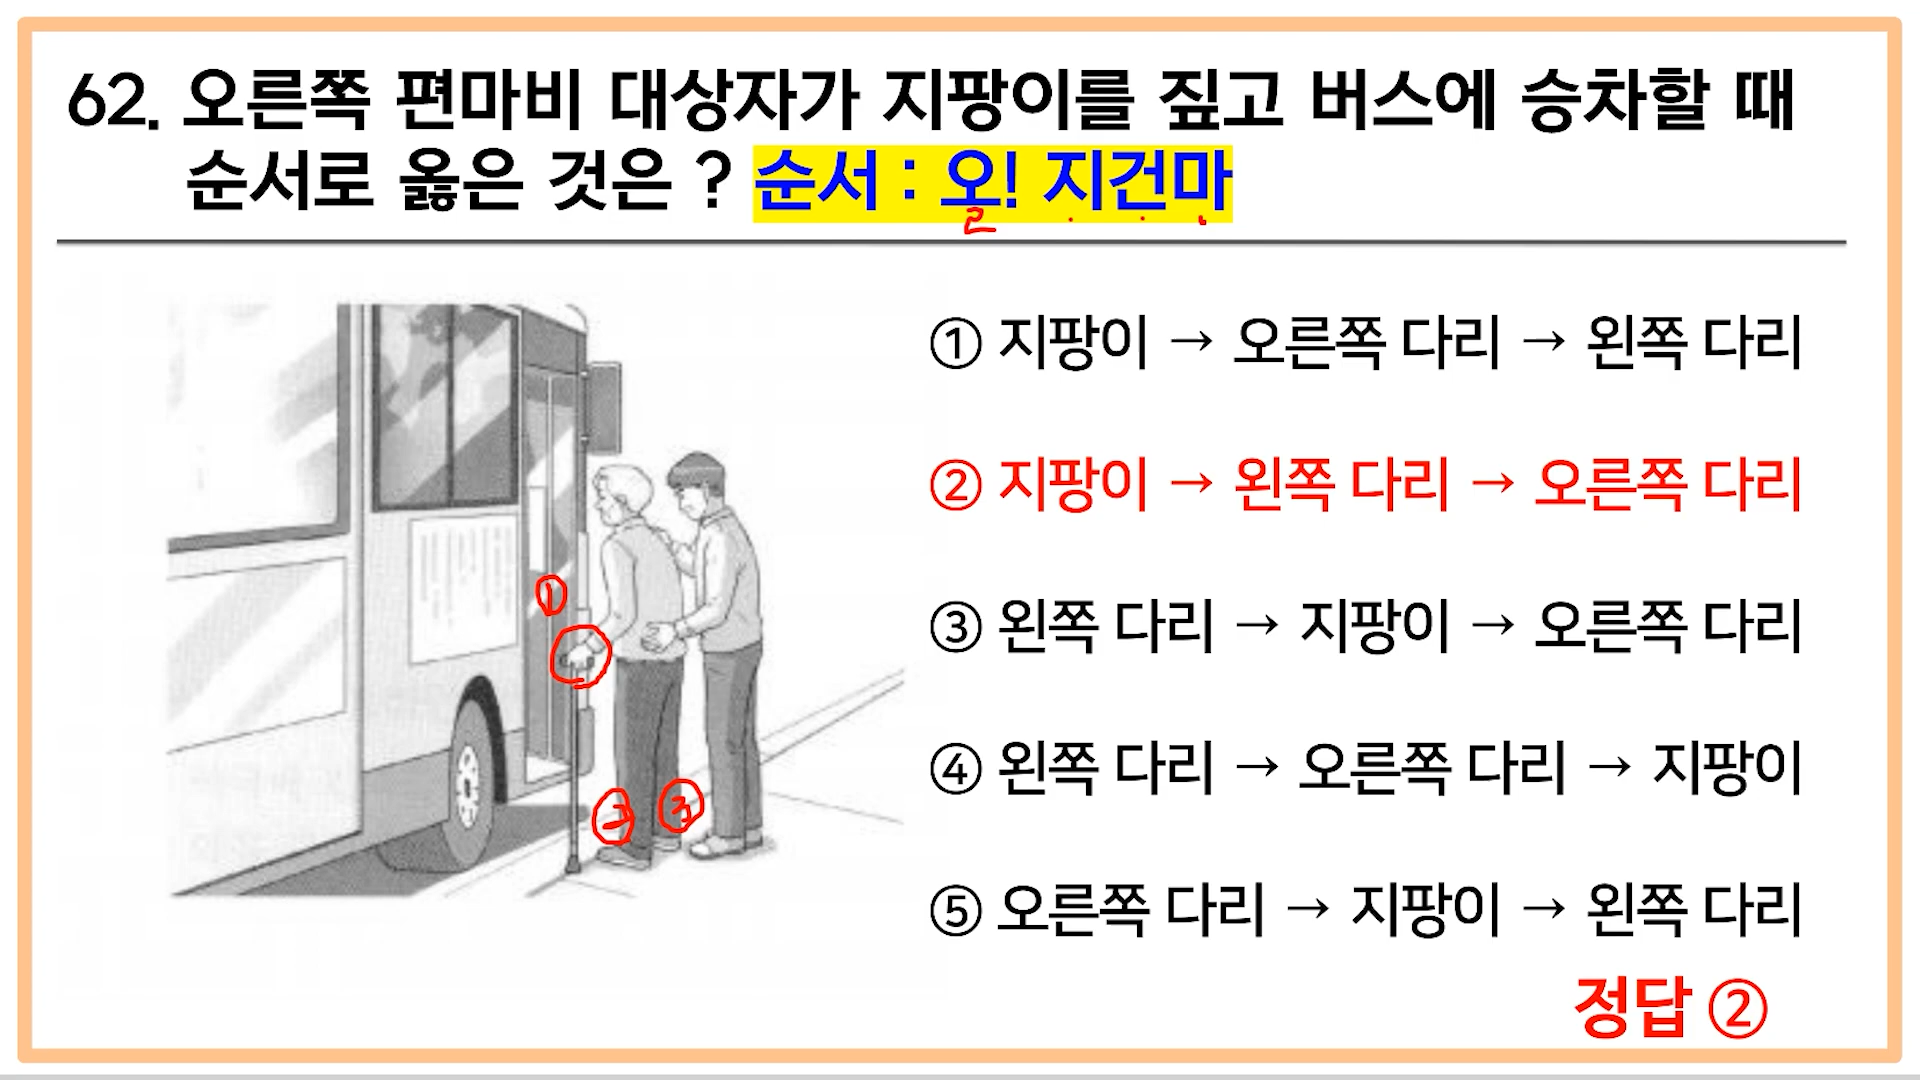 62. 오른쪽 편마비 대상자가 지팡이를 짚고 버스에 승차할 때
순서로 옳은 것은 ? 순서 : 오! 지건마
ㄹ
① 지팡이 → 오른쪽 다리 → 왼쪽 다리
② 지팡이 → 왼쪽 다리 → 오른쪽 다리
③ 왼쪽 다리 → 지팡이 → 오른쪽 다리
④ 왼쪽 다리 → 오른쪽 다리 → 지팡이
⑤ 오른쪽 다리 → 지팡이 → 왼쪽 다리
정답 ②
①
② ③